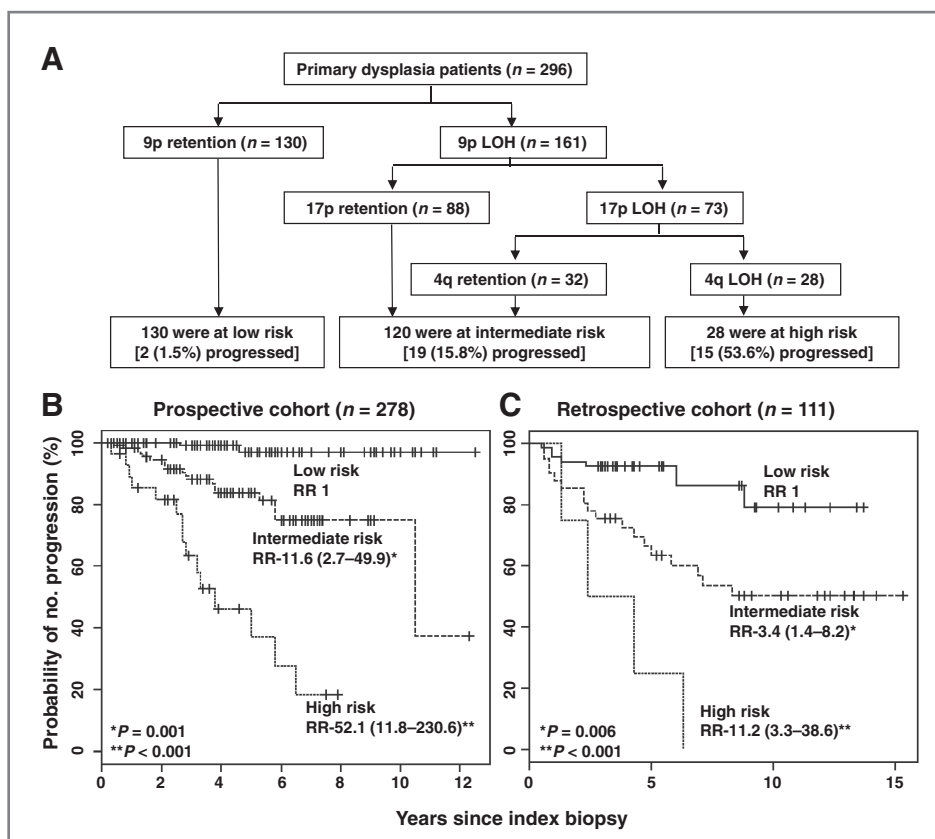 A
Primary dysplasia patients (n = 296)
9p retention (n = 130)
9p LOH (n = 161)
17p retention (n = 88)
17p LOH (n = 73)
4q retention (n = 32)
4q LOH (n = 28)
130 were at low risk
[2 (1.5%) progressed]
120 were at intermediate risk
[19 (15.8%) progressed]
28 were at high risk
[15 (53.6%) progressed]
B
Prospective cohort (n = 278)
Probability of no. progression (%)
100
80
60
40
20
0
Low risk
RR 1
Intermediate risk
RR-11.6 (2.7–49.9)*
High risk
RR-52.1 (11.8–230.6)**
*P = 0.001
**P < 0.001
0 2 4 6 8 10 12
C
Retrospective cohort (n = 111)
100
80
60
40
20
0
Low risk
RR 1
Intermediate risk
RR-3.4 (1.4–8.2)*
High risk
RR-11.2 (3.3–38.6)**
*P = 0.006
**P < 0.001
0 5 10 15
Years since index biopsy